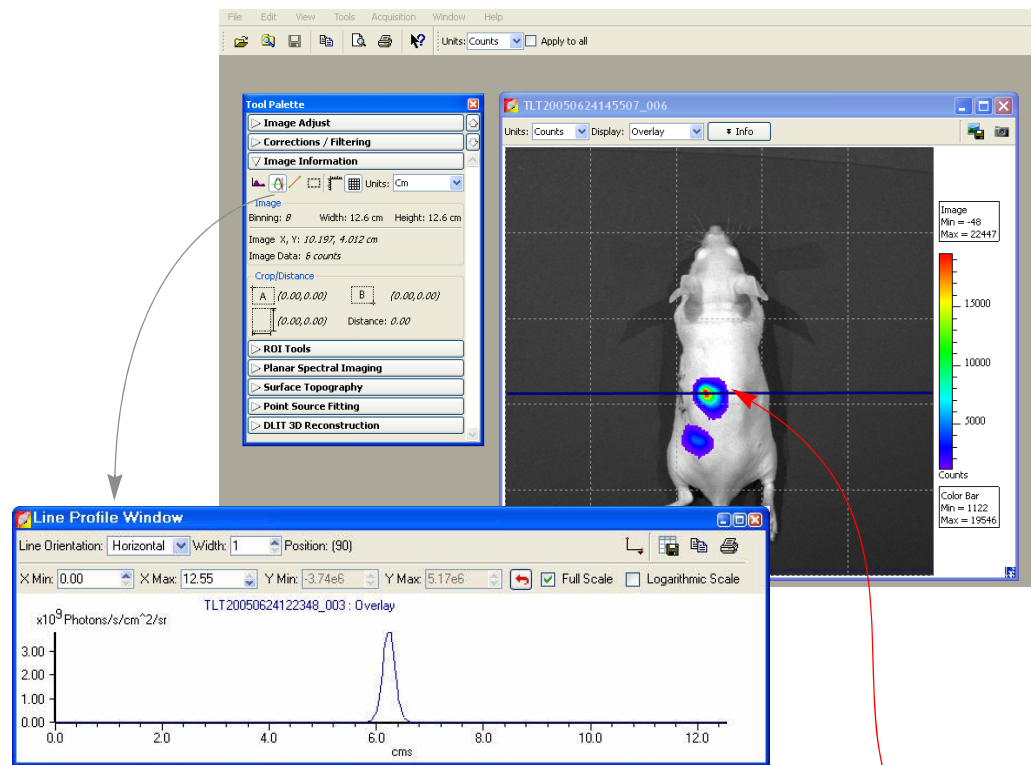 File Edit View Tools Acquisition Window Help
Units: Counts Apply to all
Tool Palette
Image Adjust
Corrections / Filtering
Image Information
Units: Cm
Image
Binning: 8 Width: 12.6 cm Height: 12.6 cm
Image X, Y: 10.197, 4.012 cm
Image Data: 6 counts
Crop/Distance
A (0.00,0.00) B (0.00,0.00)
(0.00,0.00) Distance: 0.00
ROI Tools
Planar Spectral Imaging
Surface Topography
Point Source Fitting
DLIT 3D Reconstruction
TLT20050624145507_006
Units: Counts Display: Overlay Info
Image
Min = -48
Max = 22447
15000
10000
5000
Counts
Color Bar
Min = 1122
Max = 19546
Line Profile Window
Line Orientation: Horizontal Width: 1 Position: (90)
X Min: 0.00 X Max: 12.55 Y Min: -3.74e6 Y Max: 5.17e6 Full Scale Logarithmic Scale
TLT20050624122348_003 : Overlay
x10^9 Photons/s/cm^2/sr
3.00
2.00
1.00
0.00
0.0 2.0 4.0 6.0 8.0 10.0 12.0
cms